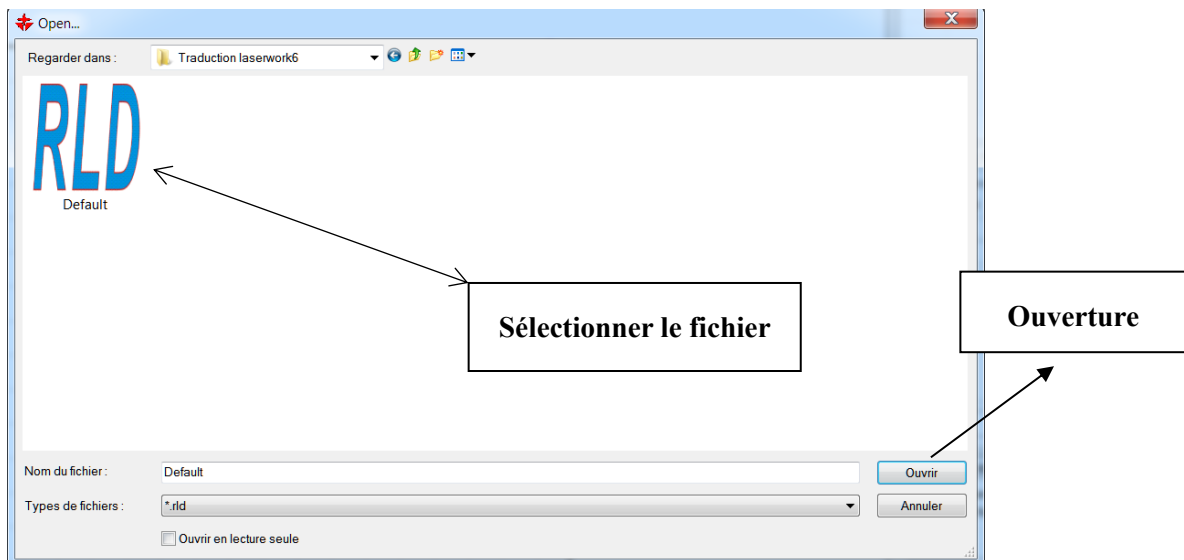 Open...
Regarder dans :
Traduction laserwork6
RLD
Default
Sélectionner le fichier
Ouverture
Nom du fichier :
Default
Ouvrir
Types de fichiers :
*.rld
Annuler
Ouvrir en lecture seule